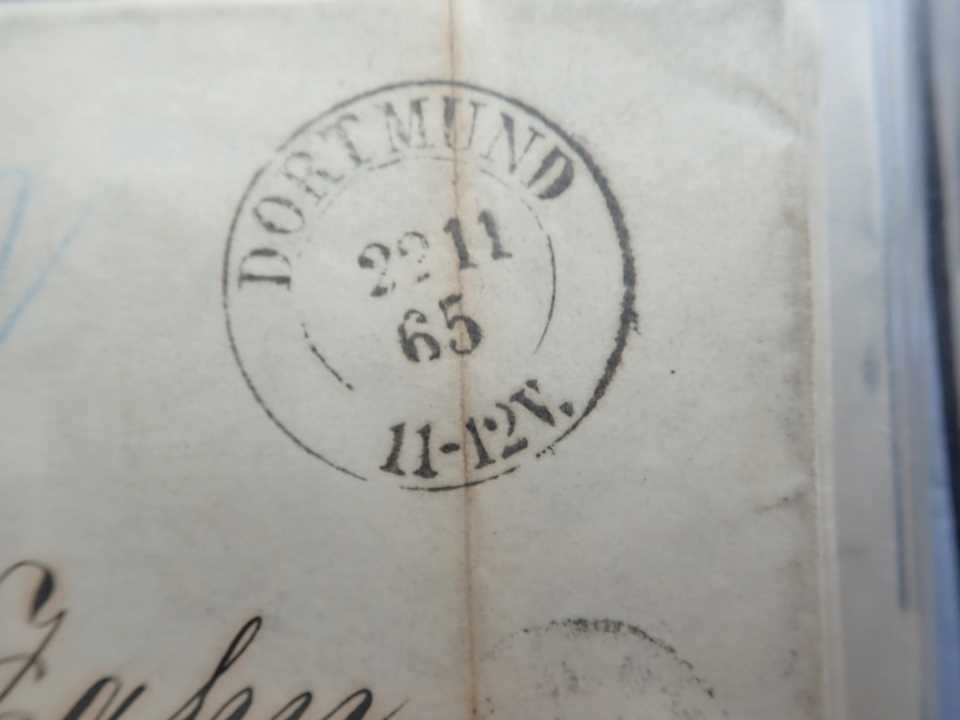 DORTMUND
22 11
65
11-12V.